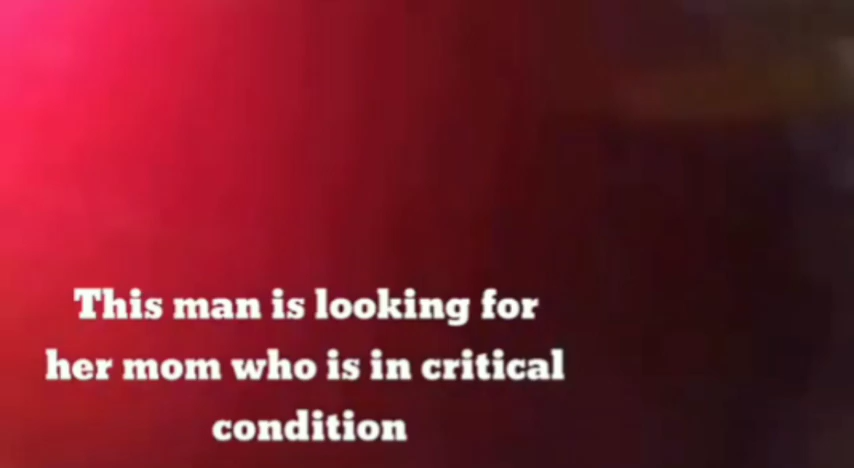 This man is looking for
her mom who is in critical
condition